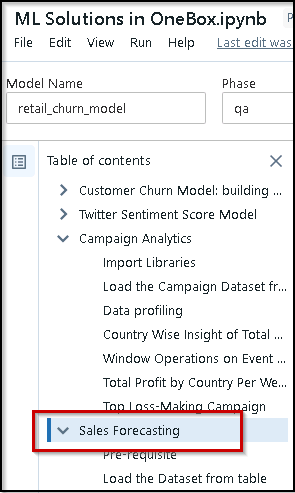 ML Solutions in OneBox.ipynb
File Edit View Run Help Last edit was
Model Name Phase
retail_churn_model qa
Table of contents
Customer Churn Model: building ...
Twitter Sentiment Score Model
Campaign Analytics
Import Libraries
Load the Campaign Dataset fr...
Data profiling
Country Wise Insight of Total ...
Window Operations on Event ...
Total Profit by Country Per We...
Top Loss-Making Campaign
Sales Forecasting
Pre-requisite
Load the Dataset from table